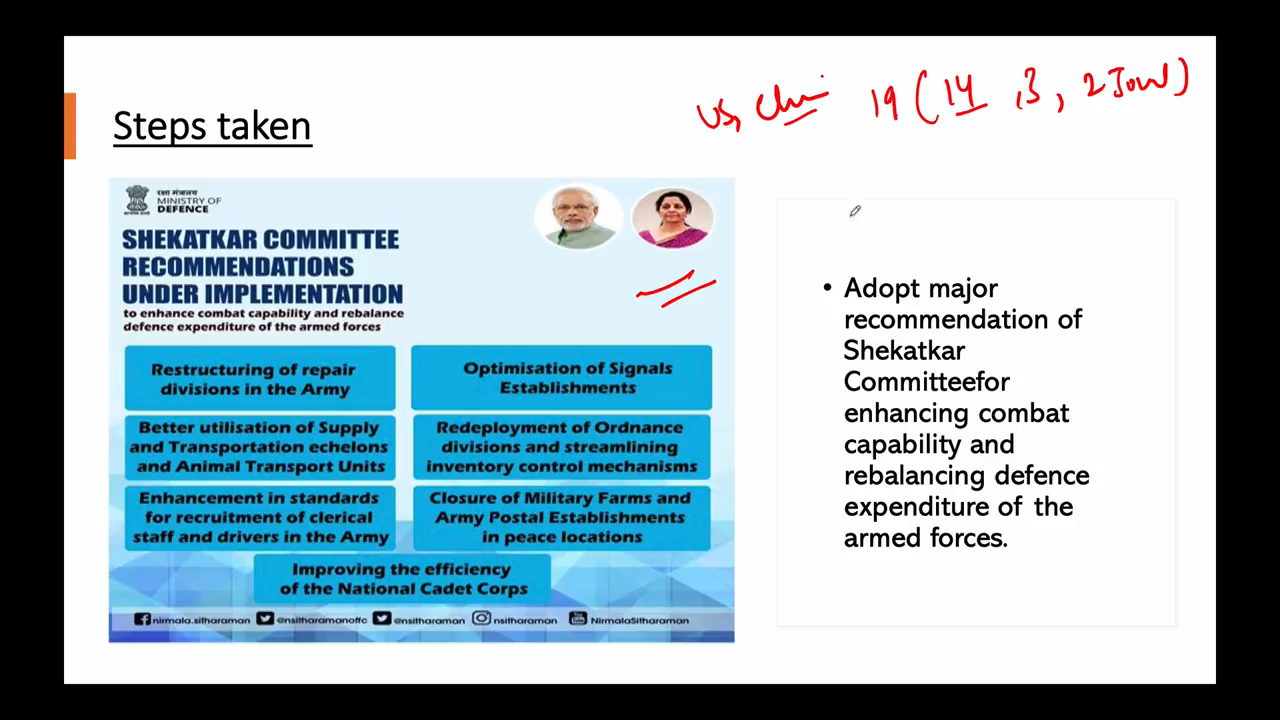 US, 19 ( 14 , 3 , 2
Steps taken
रक्षा मंत्रालय
MINISTRY OF
DEFENCE
SHEKATKAR COMMITTEE
RECOMMENDATIONS
UNDER IMPLEMENTATION
to enhance combat capability and rebalance
defence expenditure of the armed forces
Restructuring of repair
divisions in the Army
Optimisation of Signals
Establishments
Better utilisation of Supply
and Transportation echelons
and Animal Transport Units
Redeployment of Ordnance
divisions and streamlining
inventory control mechanisms
Enhancement in standards
for recruitment of clerical
staff and drivers in the Army
Closure of Military Farms and
Army Postal Establishments
in peace locations
Improving the efficiency
of the National Cadet Corps
nirmala.sitharaman @nsitharamanoffc @nsitharaman nsitharaman NirmalaSitharaman
• Adopt major
recommendation of
Shekatkar
Committeefor
enhancing combat
capability and
rebalancing defence
expenditure of the
armed forces.